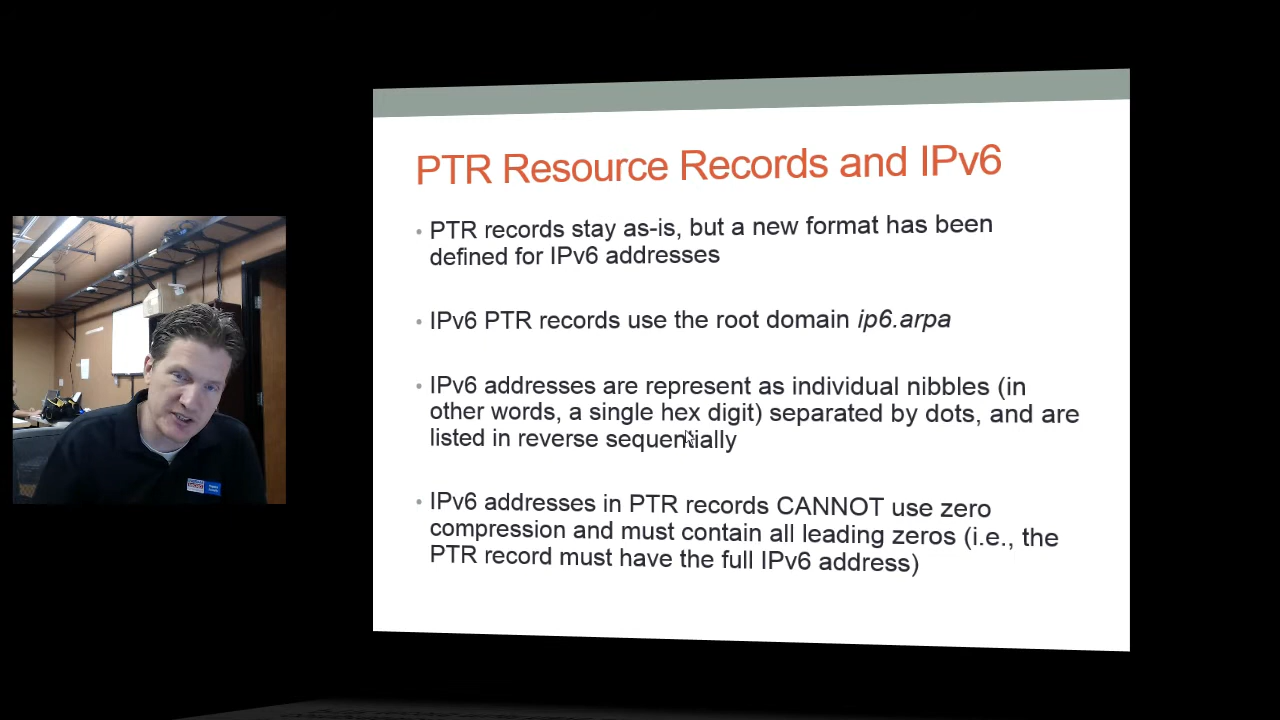 PTR Resource Records and IPv6
• PTR records stay as-is, but a new format has been
defined for IPv6 addresses
• IPv6 PTR records use the root domain ip6.arpa
• IPv6 addresses are represent as individual nibbles (in
other words, a single hex digit) separated by dots, and are
listed in reverse sequentially
• IPv6 addresses in PTR records CANNOT use zero
compression and must contain all leading zeros (i.e., the
PTR record must have the full IPv6 address)